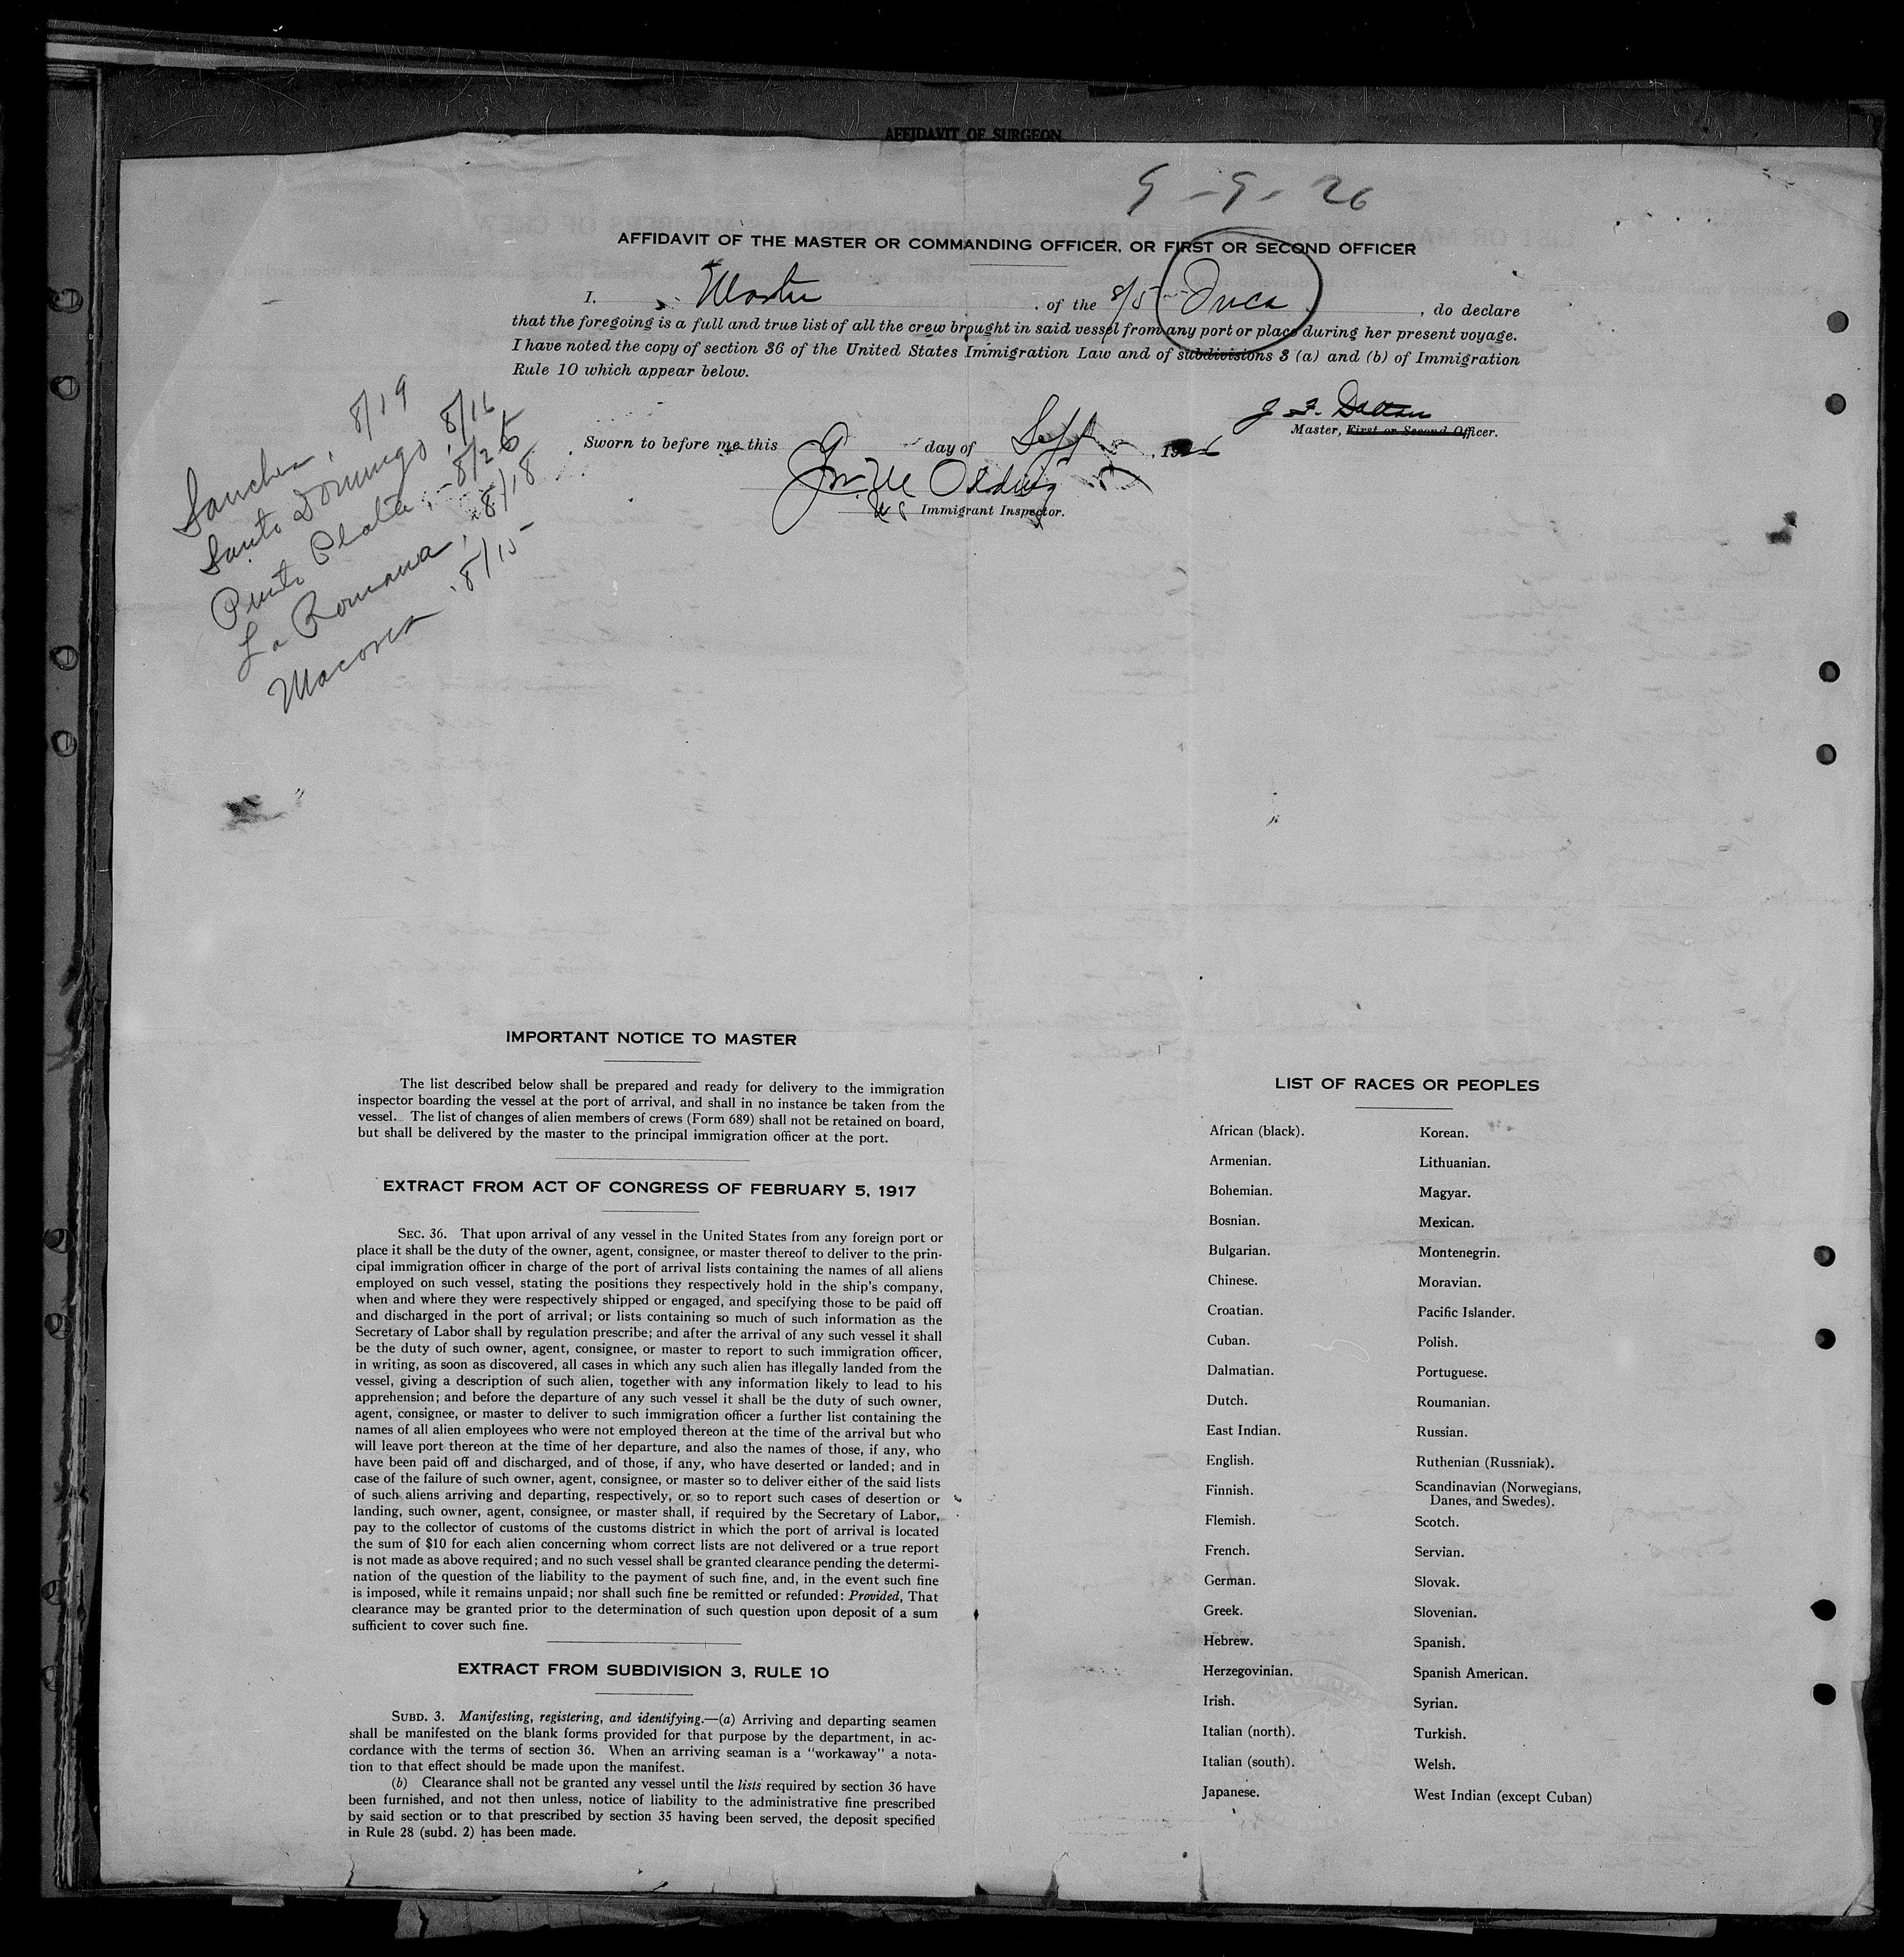 AFFIDAVIT OF SURGEON
9 - 9 - 26
AFFIDAVIT OF THE MASTER OR COMMANDING OFFICER, OR FIRST OR SECOND OFFICER
I, Master, of the S/S Inca, do declare
that the foregoing is a full and true list of all the crew brought in said vessel from any port or place during her present voyage.
I have noted the copy of section 36 of the United States Immigration Law and of subdivisions 3 (a) and (b) of Immigration
Rule 10 which appear below.
J. F. Dalton
Master, First or Second Officer.
Sworn to before me this day of Sept, 1926
Immigrant Inspector.
Sanchez, 8/19
Santo Domingo, 8/16
Puerto Plata, 8/25
La Romana, 8/18
Macoris 8/15
IMPORTANT NOTICE TO MASTER
The list described below shall be prepared and ready for delivery to the immigration
inspector boarding the vessel at the port of arrival, and shall in no instance be taken from the
vessel. The list of changes of alien members of crews (Form 689) shall not be retained on board,
but shall be delivered by the master to the principal immigration officer at the port.
EXTRACT FROM ACT OF CONGRESS OF FEBRUARY 5, 1917
SEC. 36. That upon arrival of any vessel in the United States from any foreign port or
place it shall be the duty of the owner, agent, consignee, or master thereof to deliver to the prin-
cipal immigration officer in charge of the port of arrival lists containing the names of all aliens
employed on such vessel, stating the positions they respectively hold in the ship's company,
when and where they were respectively shipped or engaged, and specifying those to be paid off
and discharged in the port of arrival; or lists containing so much of such information as the
Secretary of Labor shall by regulation prescribe; and after the arrival of any such vessel it shall
be the duty of such owner, agent, consignee, or master to report to such immigration officer,
in writing, as soon as discovered, all cases in which any such alien has illegally landed from the
vessel, giving a description of such alien, together with any information likely to lead to his
apprehension; and before the departure of any such vessel it shall be the duty of such owner,
agent, consignee, or master to deliver to such immigration officer a further list containing the
names of all alien employees who were not employed thereon at the time of the arrival but who
will leave port thereon at the time of her departure, and also the names of those, if any, who
have been paid off and discharged, and of those, if any, who have deserted or landed; and in
case of the failure of such owner, agent, consignee, or master so to deliver either of the said lists
of such aliens arriving and departing, respectively, or so to report such cases of desertion or
landing, such owner, agent, consignee, or master shall, if required by the Secretary of Labor,
pay to the collector of customs of the customs district in which the port of arrival is located
the sum of $10 for each alien concerning whom correct lists are not delivered or a true report
is not made as above required; and no such vessel shall be granted clearance pending the determi-
nation of the question of the liability to the payment of such fine, and, in the event such fine
is imposed, while it remains unpaid; nor shall such fine be remitted or refunded: Provided, That
clearance may be granted prior to the determination of such question upon deposit of a sum
sufficient to cover such fine.
EXTRACT FROM SUBDIVISION 3, RULE 10
SUBD. 3. Manifesting, registering, and identifying.—(a) Arriving and departing seamen
shall be manifested on the blank forms provided for that purpose by the department, in ac-
cordance with the terms of section 36. When an arriving seaman is a "workaway" a nota-
tion to that effect should be made upon the manifest.
(b) Clearance shall not be granted any vessel until the lists required by section 36 have
been furnished, and not then unless, notice of liability to the administrative fine prescribed
by said section or to that prescribed by section 35 having been served, the deposit specified
in Rule 28 (subd. 2) has been made.
LIST OF RACES OR PEOPLES
African (black).
Armenian.
Bohemian.
Bosnian.
Bulgarian.
Chinese.
Croatian.
Cuban.
Dalmatian.
Dutch.
East Indian.
English.
Finnish.
Flemish.
French.
German.
Greek.
Hebrew.
Herzegovinian.
Irish.
Italian (north).
Italian (south).
Japanese.
Korean.
Lithuanian.
Magyar.
Mexican.
Montenegrin.
Moravian.
Pacific Islander.
Polish.
Portuguese.
Roumanian.
Russian.
Ruthenian (Russniak).
Scandinavian (Norwegians,
Danes, and Swedes).
Scotch.
Servian.
Slovak.
Slovenian.
Spanish.
Spanish American.
Syrian.
Turkish.
Welsh.
West Indian (except Cuban)